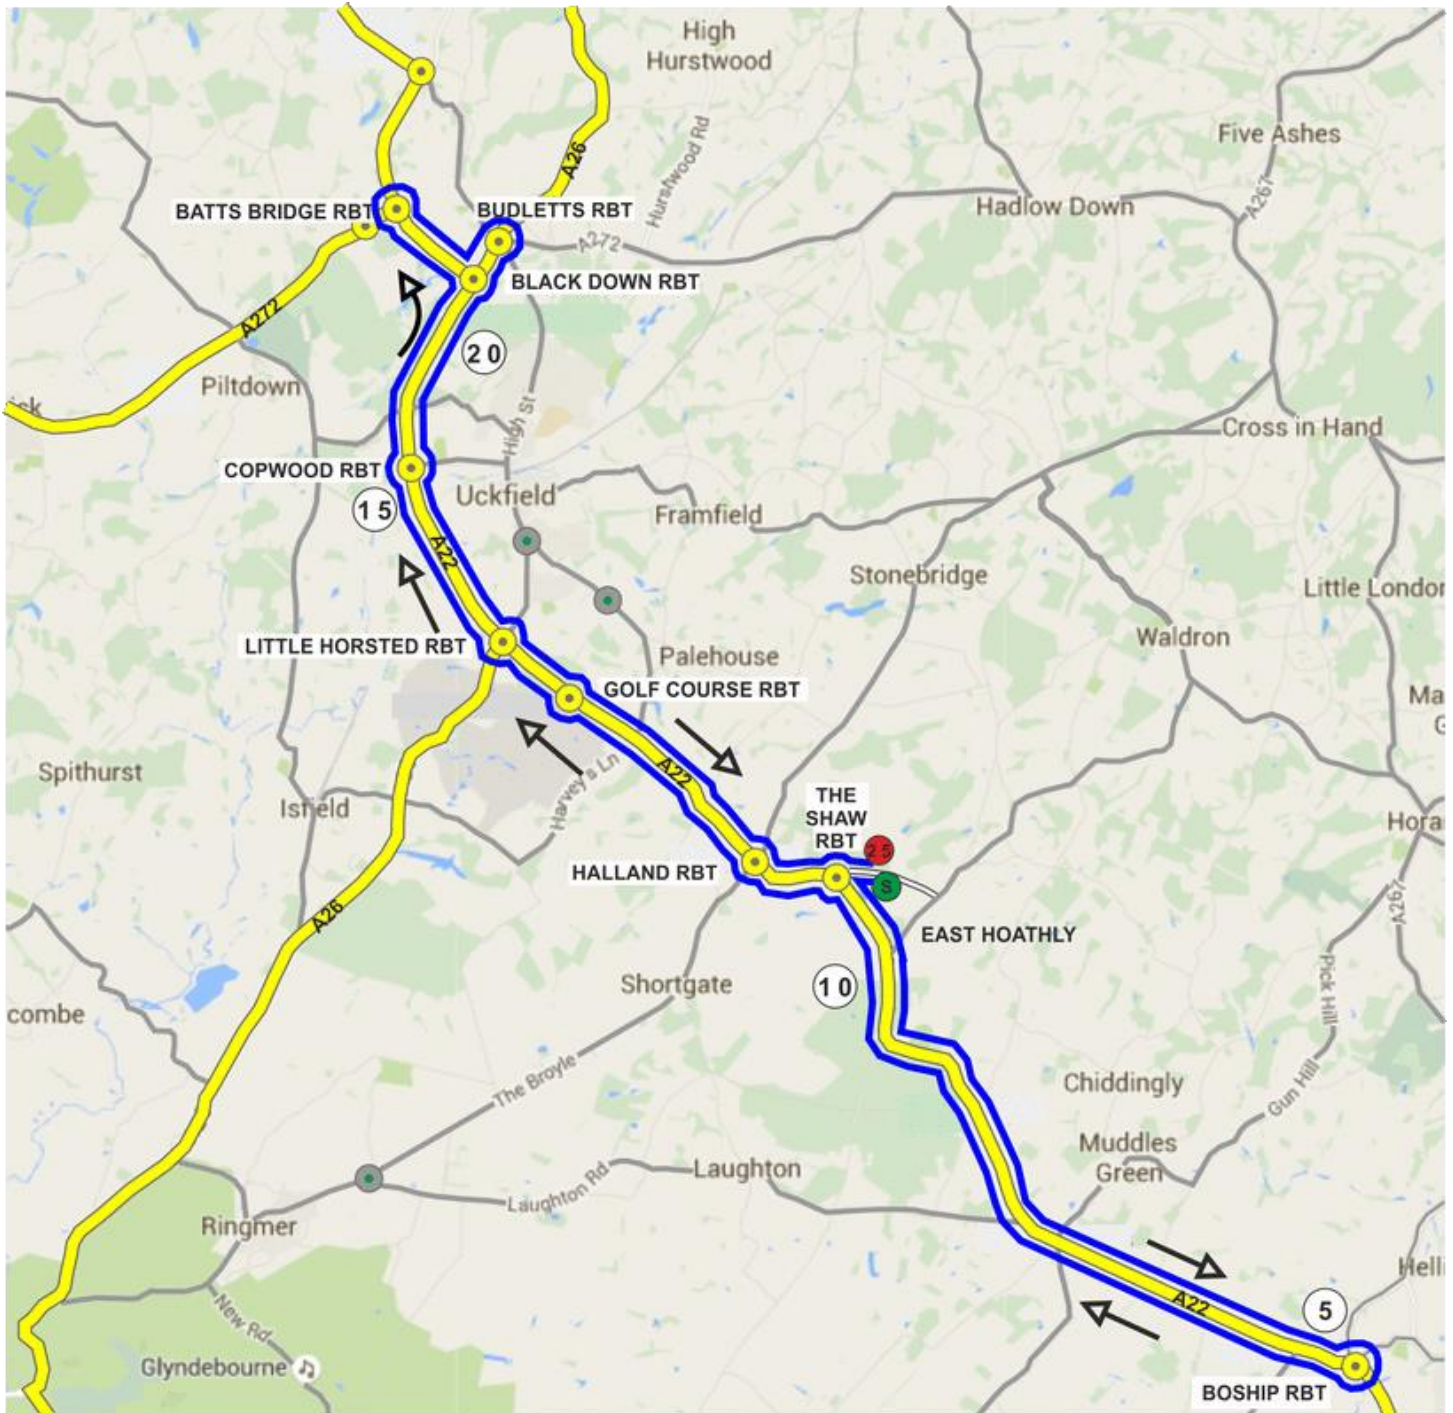 High
Hurstwood
Five Ashes
A26
Hurstwood Rd
A267
BATTS BRIDGE RBT
BUDLETTS RBT
Hadlow Down
A272
BLACK DOWN RBT
A272
20
Piltdown
High St
Cross in Hand
COPWOOD RBT
15
Uckfield
Framfield
A22
Stonebridge
Little London
Waldron
LITTLE HORSTED RBT
Palehouse
GOLF COURSE RBT
Spithurst
A22
Harvey's Ln
Isfield
THE
SHAW
RBT
25
HALLAND RBT
S
A26
EAST HOATHLY
A267
Shortgate
10
Pick Hill
combe
The Broyle
Chiddingly
Gun Hill
Muddles
Green
Laughton Rd
Laughton
Ringmer
A22
5
New Rd
Glyndebourne
BOSHIP RBT